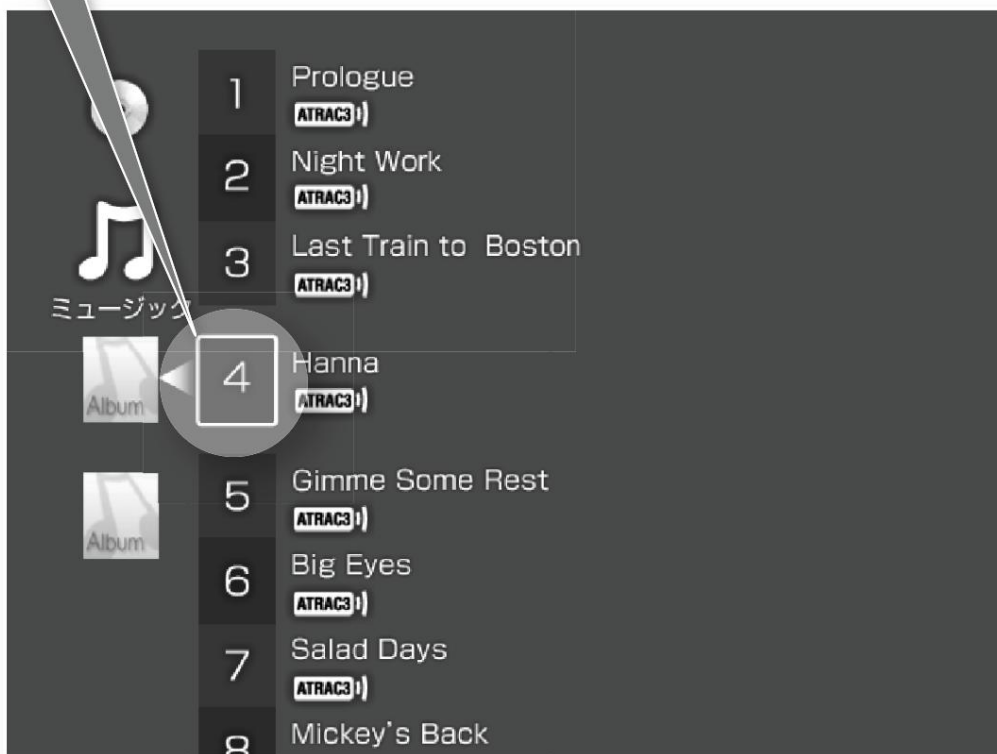 1 Prologue
ATRAC3
2 Night Work
ATRAC3
3 Last Train to Boston
ATRAC3
ミュージック
4 Hanna
ATRAC3
Album
5 Gimme Some Rest
ATRAC3
Album
6 Big Eyes
ATRAC3
7 Salad Days
ATRAC3
8 Mickey's Back